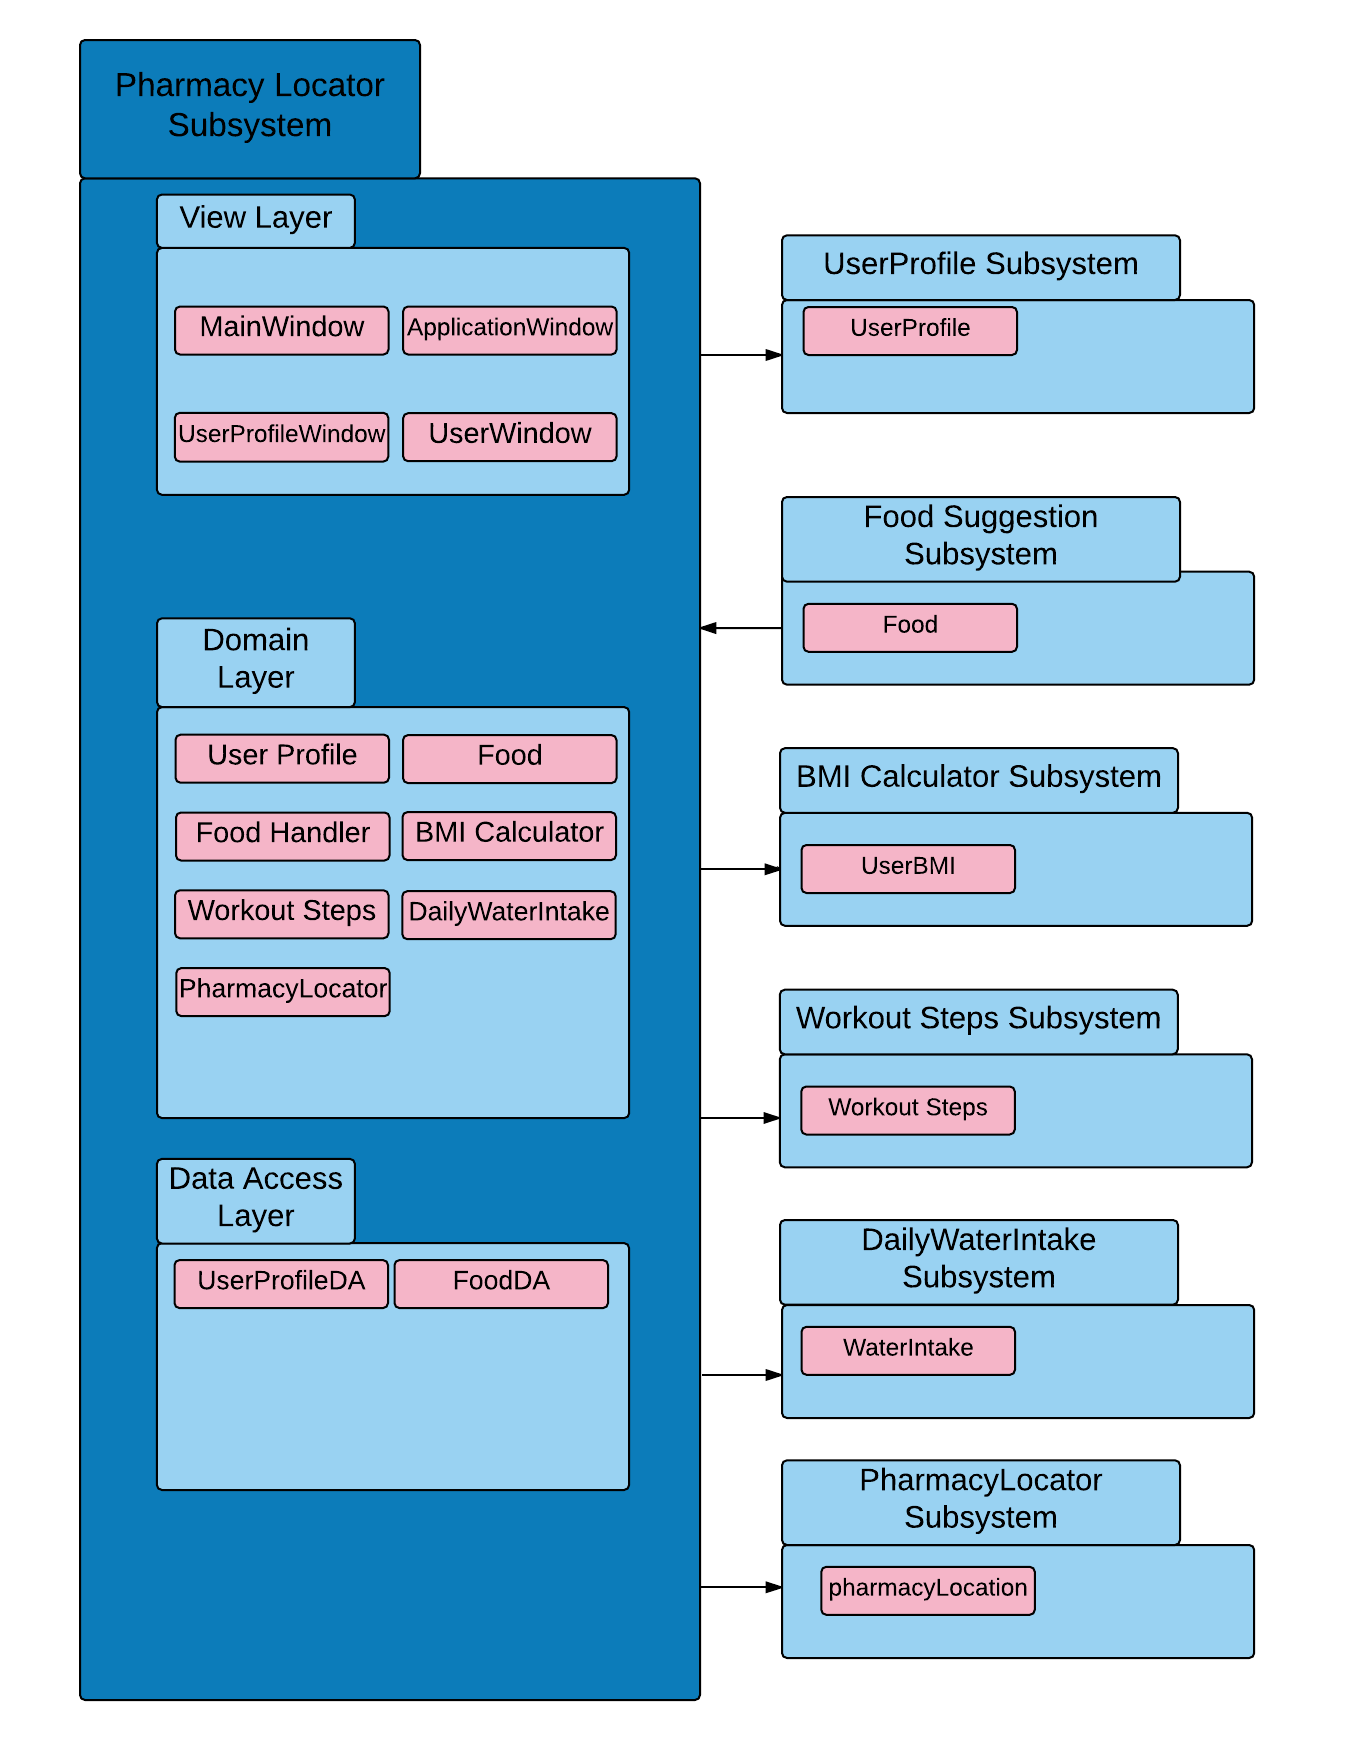 Pharmacy Locator
Subsystem
View Layer
MainWindow
ApplicationWindow
UserProfileWindow
UserWindow
Domain
Layer
User Profile
Food
Food Handler
BMI Calculator
Workout Steps
DailyWaterIntake
PharmacyLocator
Data Access
Layer
UserProfileDA
FoodDA
UserProfile Subsystem
UserProfile
Food Suggestion
Subsystem
Food
BMI Calculator Subsystem
UserBMI
Workout Steps Subsystem
Workout Steps
DailyWaterIntake
Subsystem
WaterIntake
PharmacyLocator
Subsystem
pharmacyLocation